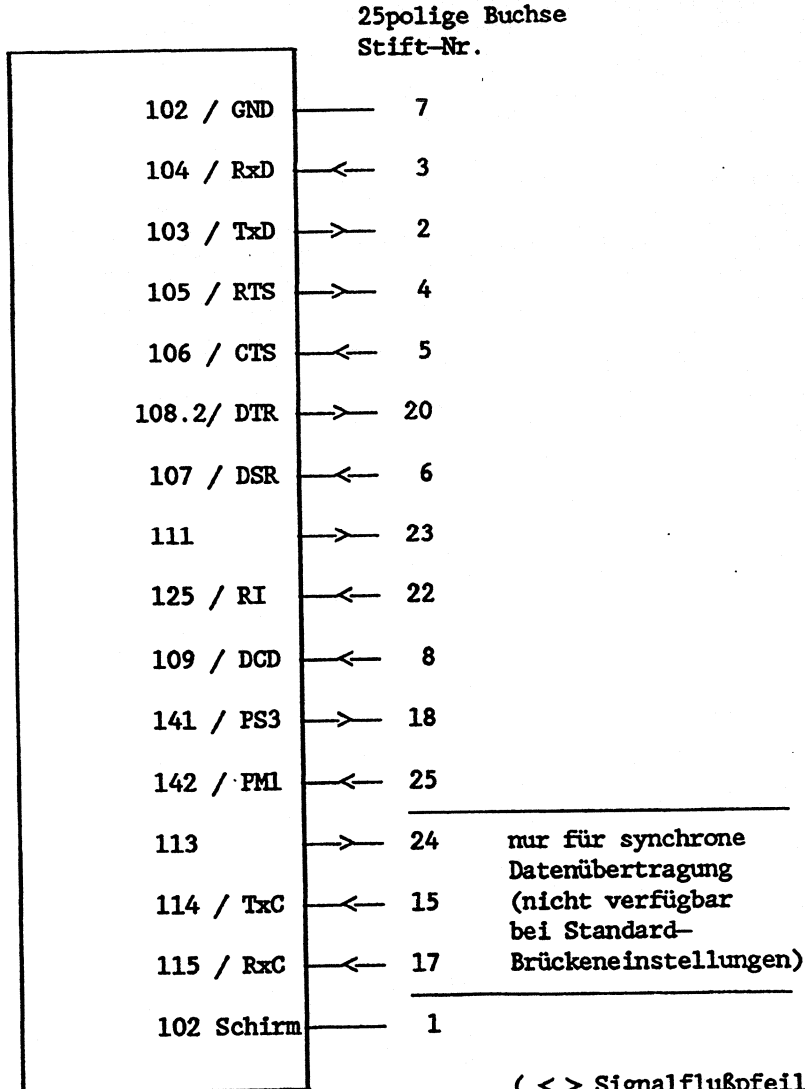 25polige Buchse
Stift-Nr.
102 / GND 7
104 / RxD 3
103 / TxD 2
105 / RTS 4
106 / CTS 5
108.2/ DTR 20
107 / DSR 6
111 23
125 / RI 22
109 / DCD 8
141 / PS3 18
142 / PM1 25
113 24 nur für synchrone
Datenübertragung
114 / TxC 15 (nicht verfügbar
bei Standard-
115 / RxC 17 Brückeneinstellungen)
102 Schirm 1
( < > Signalflußpfeil